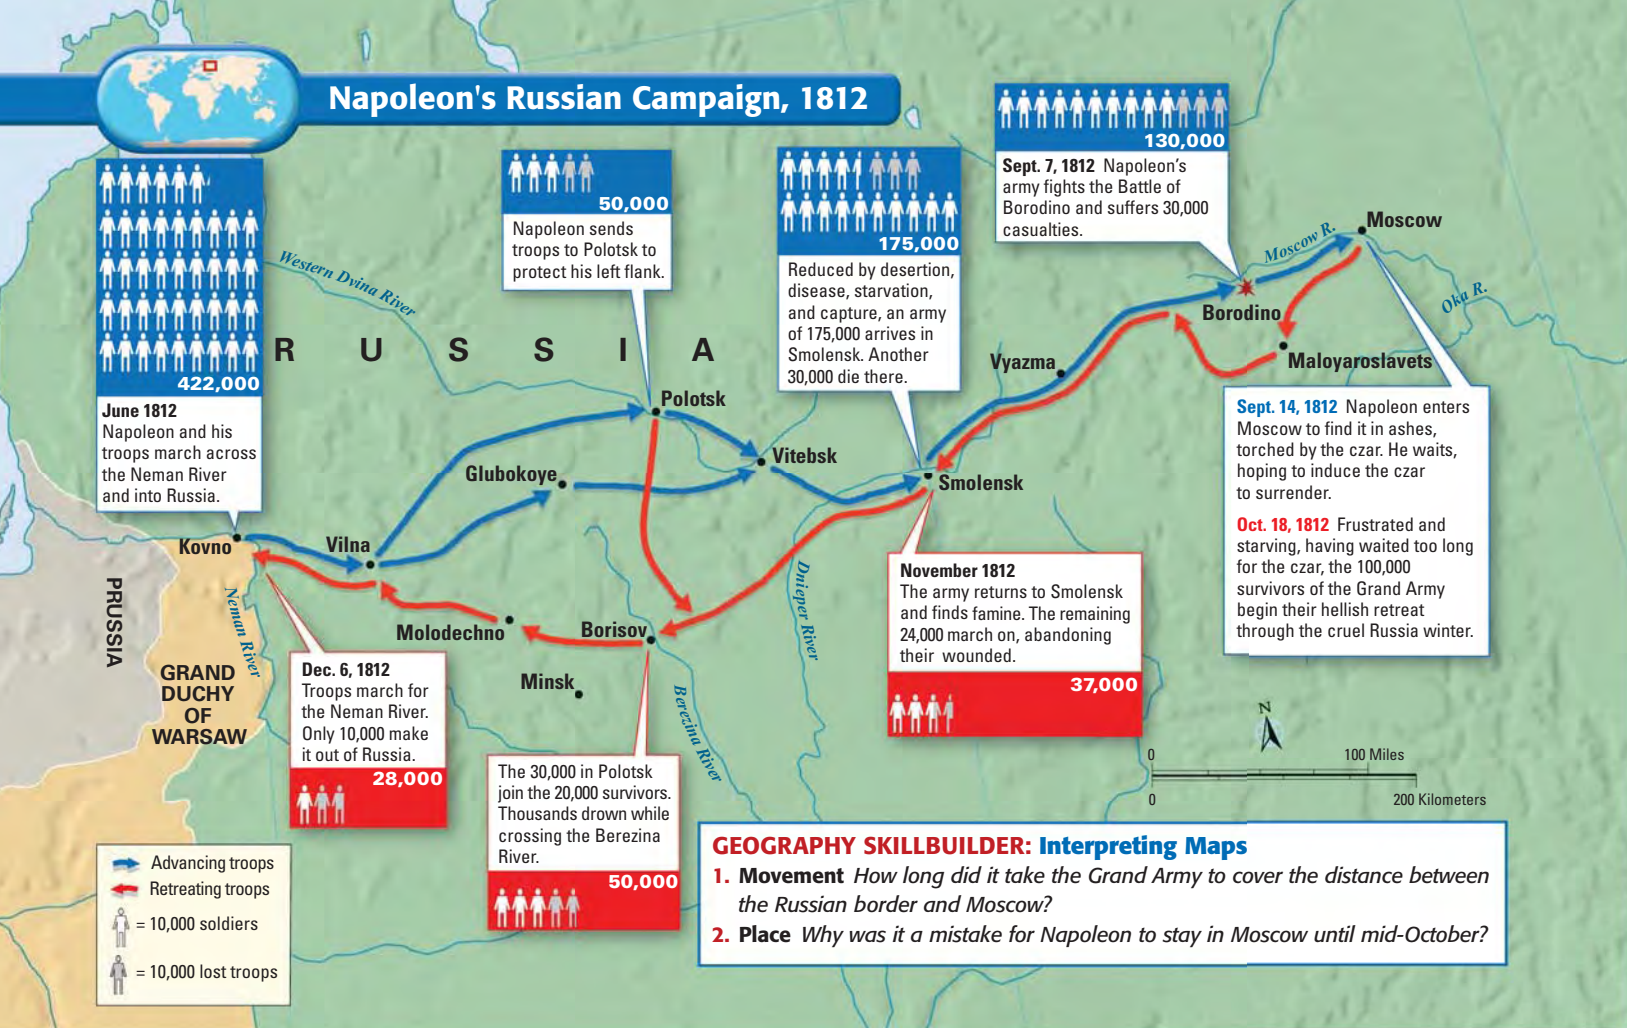 Napoleon's Russian Campaign, 1812
422,000
June 1812
Napoleon and his
troops march across
the Neman River
and into Russia.
50,000
Napoleon sends
troops to Polotsk to
protect his left flank.
175,000
Reduced by desertion,
disease, starvation,
and capture, an army
of 175,000 arrives in
Smolensk. Another
30,000 die there.
130,000
Sept. 7, 1812 Napoleon's
army fights the Battle of
Borodino and suffers 30,000
casualties.
Western Dvina River
RUSSIA
Moscow R.
Moscow
Oka R.
Borodino
Maloyaroslavets
Vyazma
Polotsk
Vitebsk
Glubokoye
Smolensk
Sept. 14, 1812 Napoleon enters
Moscow to find it in ashes,
torched by the czar. He waits,
hoping to induce the czar
to surrender.
Oct. 18, 1812 Frustrated and
starving, having waited too long
for the czar, the 100,000
survivors of the Grand Army
begin their hellish retreat
through the cruel Russia winter.
Kovno
Vilna
PRUSSIA
Neman River
GRAND
DUCHY
OF
WARSAW
Molodechno
Borisov
Minsk
Berezina River
Dnieper River
November 1812
The army returns to Smolensk
and finds famine. The remaining
24,000 march on, abandoning
their wounded.
37,000
Dec. 6, 1812
Troops march for
the Neman River.
Only 10,000 make
it out of Russia.
28,000
The 30,000 in Polotsk
join the 20,000 survivors.
Thousands drown while
crossing the Berezina
River.
50,000
N
0 100 Miles
0 200 Kilometers
Advancing troops
Retreating troops
= 10,000 soldiers
= 10,000 lost troops
GEOGRAPHY SKILLBUILDER: Interpreting Maps
1. Movement How long did it take the Grand Army to cover the distance between
the Russian border and Moscow?
2. Place Why was it a mistake for Napoleon to stay in Moscow until mid-October?